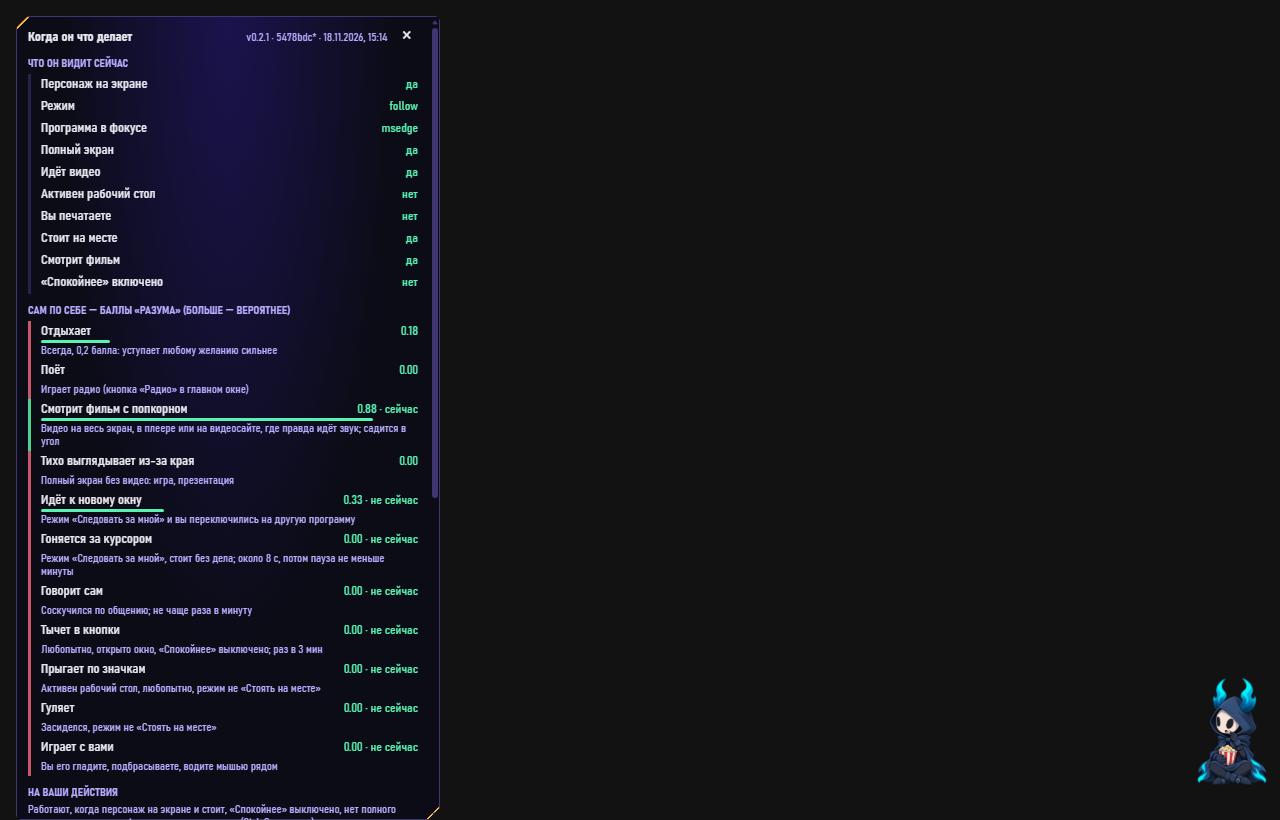 Когда он что делает
v0.2.1 · 5478bdc* · 18.11.2026, 15:14 ×
ЧТО ОН ВИДИТ СЕЙЧАС
Персонаж на экране да
Режим follow
Программа в фокусе msedge
Полный экран да
Идёт видео да
Активен рабочий стол нет
Вы печатаете нет
Стоит на месте да
Смотрит фильм да
«Спокойнее» включено нет
САМ ПО СЕБЕ — БАЛЛЫ «РАЗУМА» (БОЛЬШЕ — ВЕРОЯТНЕЕ)
Отдыхает 0.18
Всегда, 0,2 балла: уступает любому желанию сильнее
Поёт 0.00
Играет радио (кнопка «Радио» в главном окне)
Смотрит фильм с попкорном 0.88 · сейчас
Видео на весь экран, в плеере или на видеосайте, где правда идёт звук; садится в
угол
Тихо выглядывает из-за края 0.00
Полный экран без видео: игра, презентация
Идёт к новому окну 0.33 · не сейчас
Режим «Следовать за мной» и вы переключились на другую программу
Гоняется за курсором 0.00 · не сейчас
Режим «Следовать за мной», стоит без дела; около 8 с, потом пауза не меньше
минуты
Говорит сам 0.00 · не сейчас
Соскучился по общению; не чаще раза в минуту
Тычет в кнопки 0.00 · не сейчас
Любопытно, открыто окно, «Спокойнее» выключено; раз в 3 мин
Прыгает по значкам 0.00 · не сейчас
Активен рабочий стол, любопытно, режим не «Стоять на месте»
Гуляет 0.00 · не сейчас
Засиделся, режим не «Стоять на месте»
Играет с вами 0.00 · не сейчас
Вы его гладите, подбрасываете, водите мышью рядом
НА ВАШИ ДЕЙСТВИЯ
Работают, когда персонаж на экране и стоит, «Спокойнее» выключено, нет полного